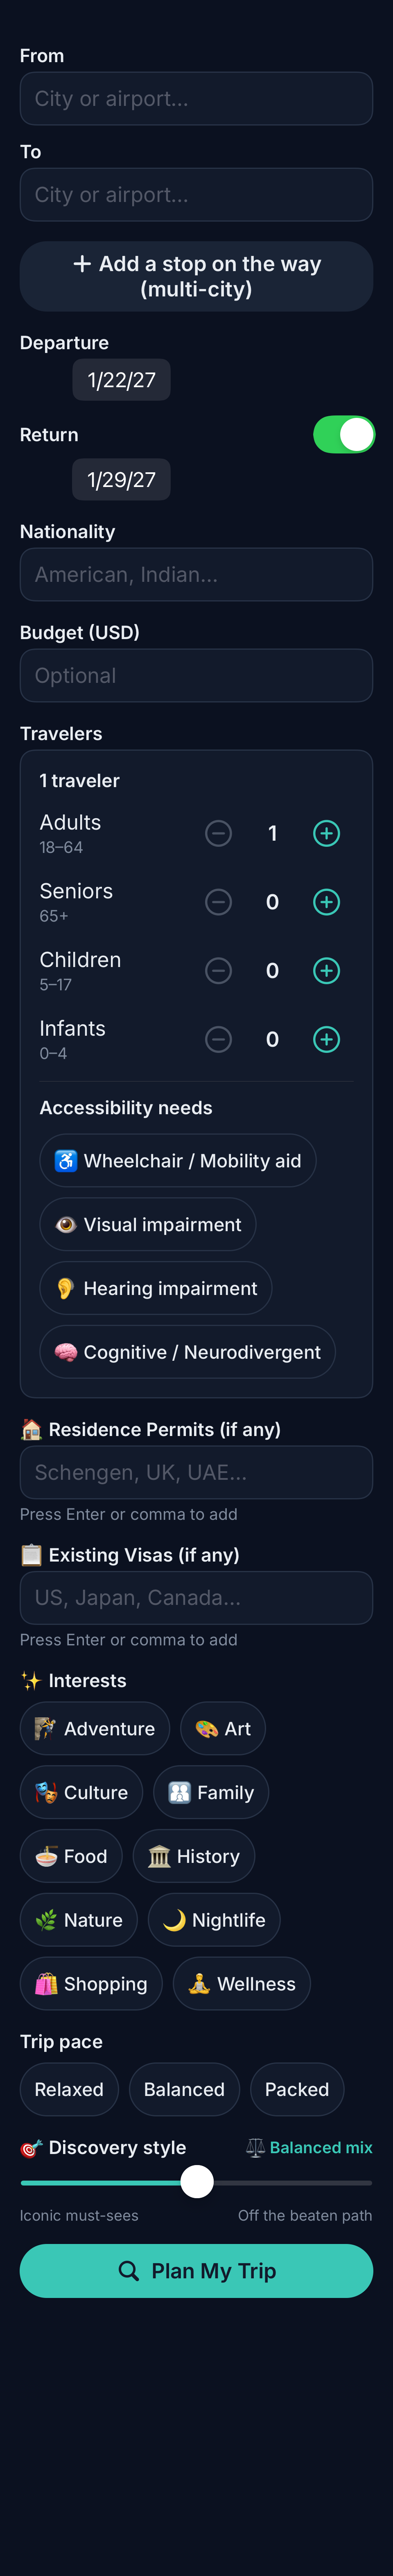 From
City or airport...
To
City or airport...
+ Add a stop on the way
(multi-city)
Departure
1/22/27
Return
1/29/27
Nationality
American, Indian...
Budget (USD)
Optional
Travelers
1 traveler
Adults
18–64
1
Seniors
65+
0
Children
5–17
0
Infants
0–4
0
Accessibility needs
♿ Wheelchair / Mobility aid
👁️ Visual impairment
👂 Hearing impairment
🧠 Cognitive / Neurodivergent
🏠 Residence Permits (if any)
Schengen, UK, UAE...
Press Enter or comma to add
📋 Existing Visas (if any)
US, Japan, Canada...
Press Enter or comma to add
✨ Interests
🧗 Adventure 🎨 Art
🎭 Culture 👪 Family
🍜 Food 🏛️ History
🌿 Nature 🌙 Nightlife
🛍️ Shopping 🧘 Wellness
Trip pace
Relaxed Balanced Packed
🎯 Discovery style ⚖️ Balanced mix
Iconic must-sees Off the beaten path
Plan My Trip